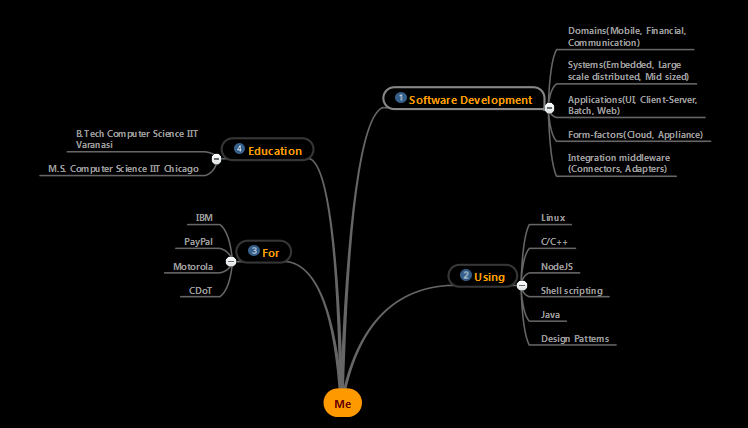 1 Software Development
Domains(Mobile, Financial,
Communication)
Systems(Embedded, Large
scale distributed, Mid sized)
Applications(UI, Client-Server,
Batch, Web)
Form-factors(Cloud, Appliance)
Integration middleware
(Connectors, Adapters)
2 Using
Linux
C/C++
NodeJS
Shell scripting
Java
Design Patterns
3 For
IBM
PayPal
Motorola
CDoT
4 Education
B.Tech Computer Science IIT
Varanasi
M.S. Computer Science IIT Chicago
Me